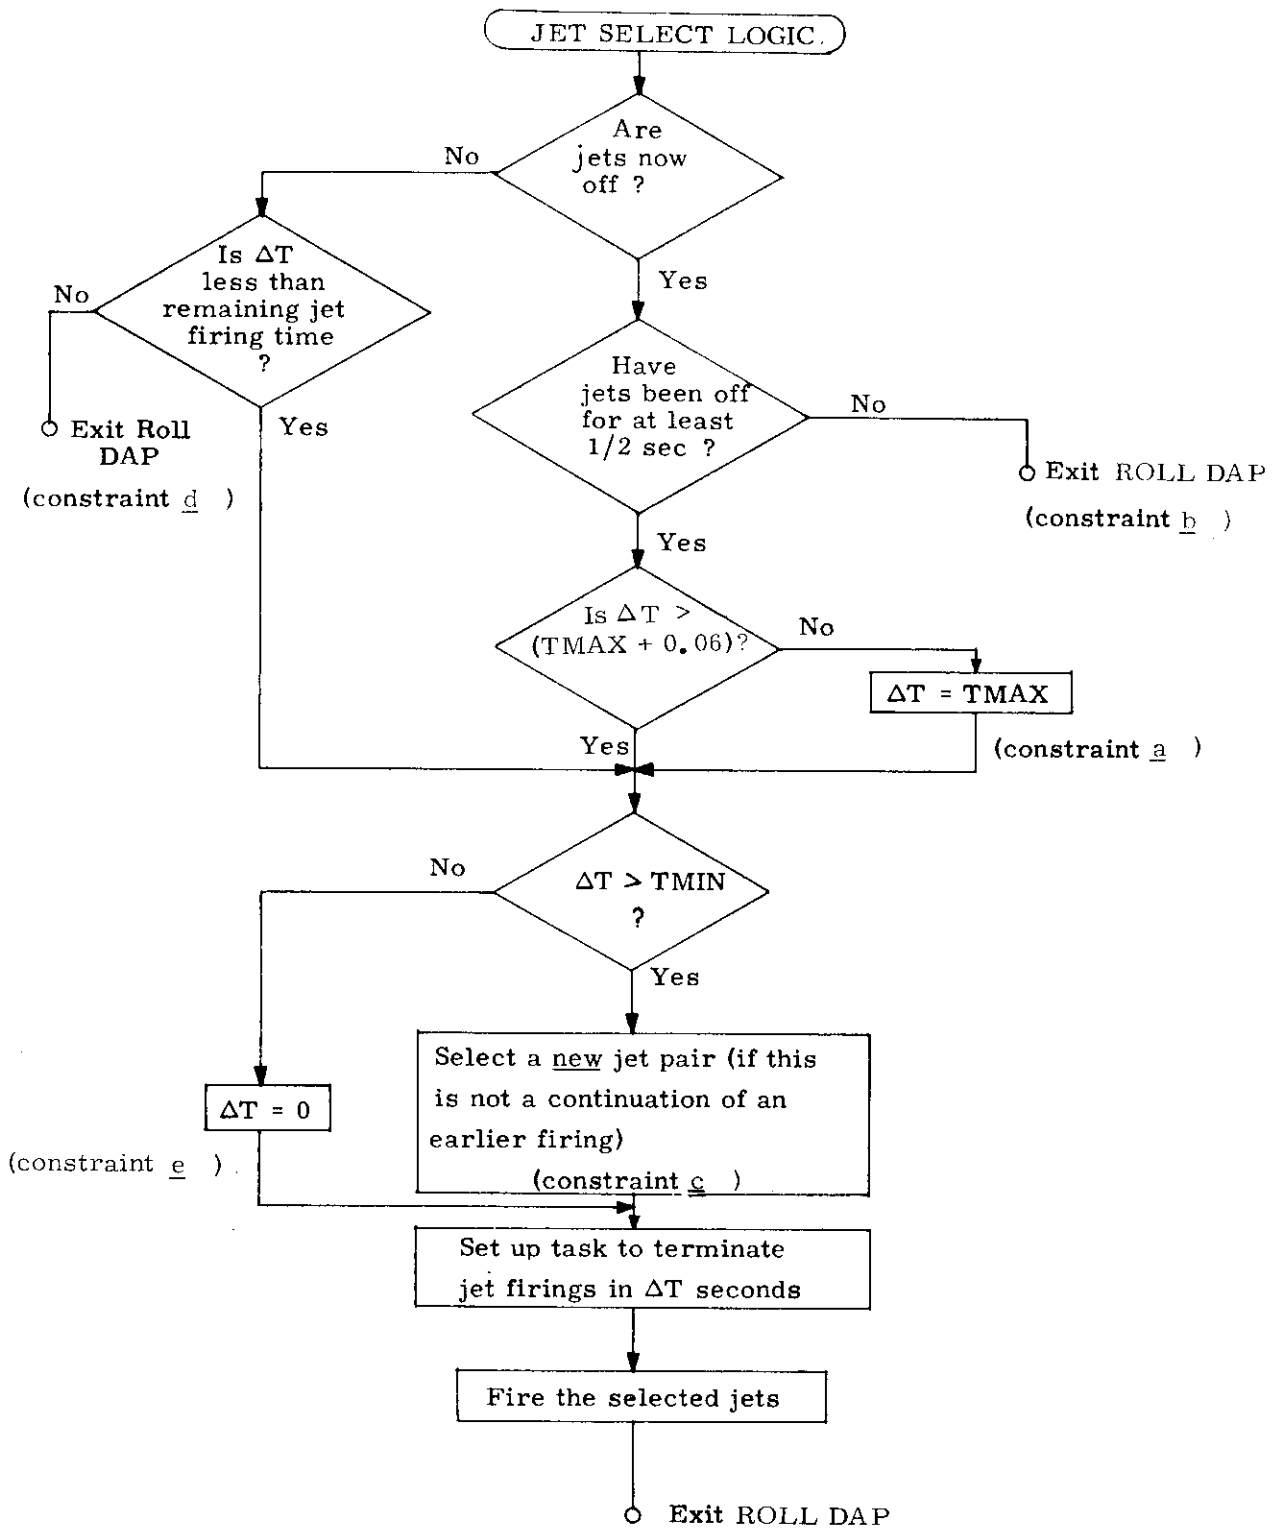 JET SELECT LOGIC.
Are
jets now
off ?
No
Yes
Is ΔT
less than
remaining jet
firing time
?
No
Yes
Exit Roll
DAP
(constraint d )
Have
jets been off
for at least
1/2 sec ?
No
Exit ROLL DAP
(constraint b )
Yes
Is ΔT >
(TMAX + 0.06)?
No
ΔT = TMAX
(constraint a )
Yes
ΔT > TMIN
?
No
Yes
ΔT = 0
(constraint e )
Select a new jet pair (if this
is not a continuation of an
earlier firing)
(constraint c )
Set up task to terminate
jet firings in ΔT seconds
Fire the selected jets
Exit ROLL DAP